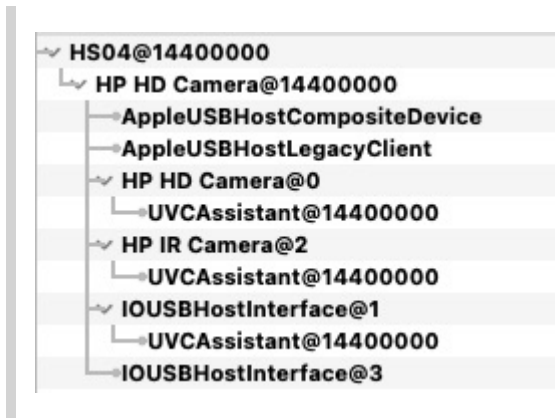 HS04@14400000
HP HD Camera@14400000
AppleUSBHostCompositeDevice
AppleUSBHostLegacyClient
HP HD Camera@0
UVCAssistant@14400000
HP IR Camera@2
UVCAssistant@14400000
IOUSBHostInterface@1
UVCAssistant@14400000
IOUSBHostInterface@3